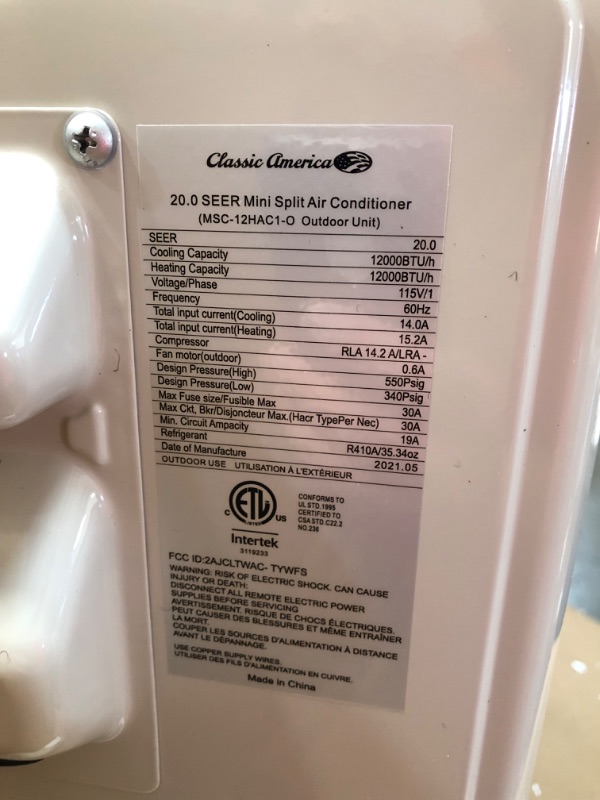 Classic America
20.0 SEER Mini Split Air Conditioner
(MSC-12HAC1-O Outdoor Unit)
SEER 20.0
Cooling Capacity 12000BTU/h
Heating Capacity 12000BTU/h
Voltage/Phase 115V/1
Frequency 60Hz
Total input current(Cooling) 14.0A
Total input current(Heating) 15.2A
Compressor RLA 14.2 A/LRA -
Fan motor(outdoor) 0.6A
Design Pressure(High) 550Psig
Design Pressure(Low) 340Psig
Max Fuse size/Fusible Max 30A
Max Ckt, Bkr/Disjoncteur Max.(Hacr TypePer Nec) 30A
Min. Circuit Ampacity 19A
Refrigerant R410A/35.34oz
Date of Manufacture 2021.05
OUTDOOR USE UTILISATION À L'EXTÉRIEUR
C ETL US
INTERTEK
CONFORMS TO
UL STD.1995
CERTIFIED TO
CSA STD.C22.2
NO.236
Intertek
3119233
FCC ID:2AJCLTWAC- TYWFS
WARNING: RISK OF ELECTRIC SHOCK. CAN CAUSE
INJURY OR DEATH:
DISCONNECT ALL REMOTE ELECTRIC POWER
SUPPLIES BEFORE SERVICING
AVERTISSEMENT. RISQUE DE CHOCS ÉLECTRIQUES.
PEUT CAUSER DES BLESSURES ET MÊME ENTRAÎNER
LA MORT
COUPER LES SOURCES D'ALIMENTATION À DISTANCE
AVANT LE DÉPANNAGE.
USE COPPER SUPPLY WIRES.
UTILISER DES FILS D'ALIMENTATION EN CUIVRE.
Made in China